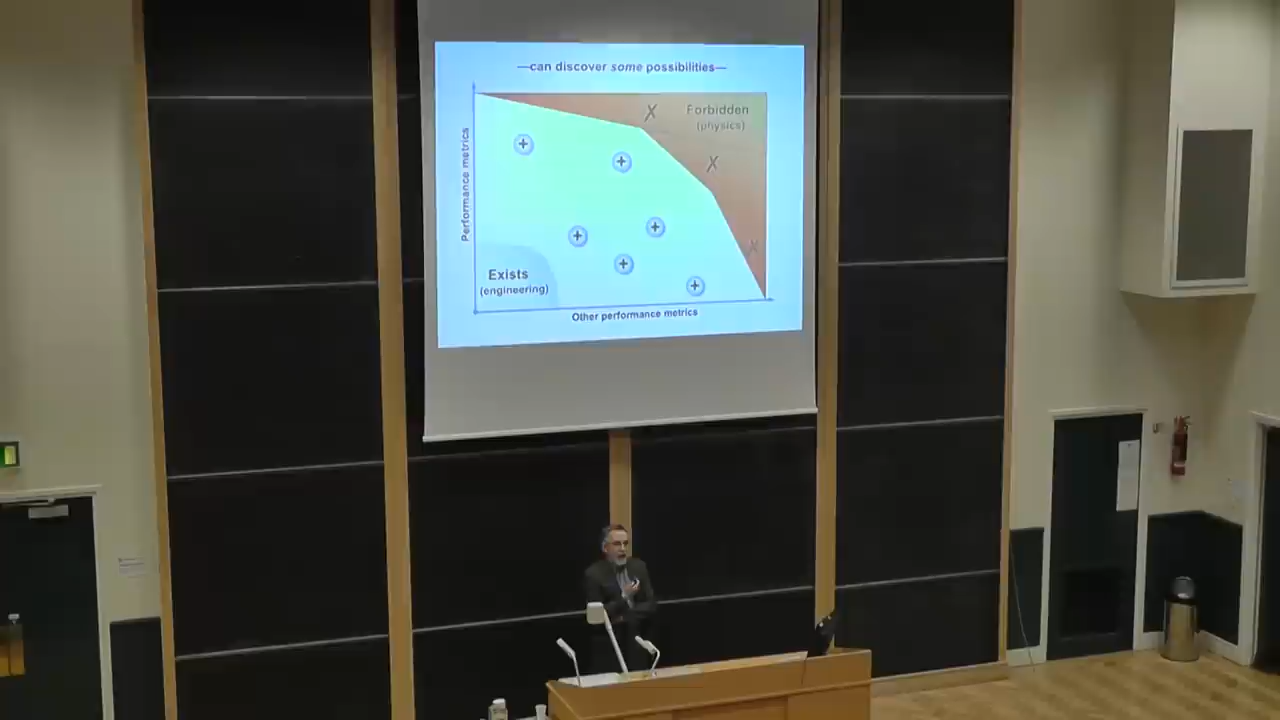 —can discover some possibilities—
X
Forbidden
(physics)
X
X
Performance metrics
Exists
(engineering)
Other performance metrics